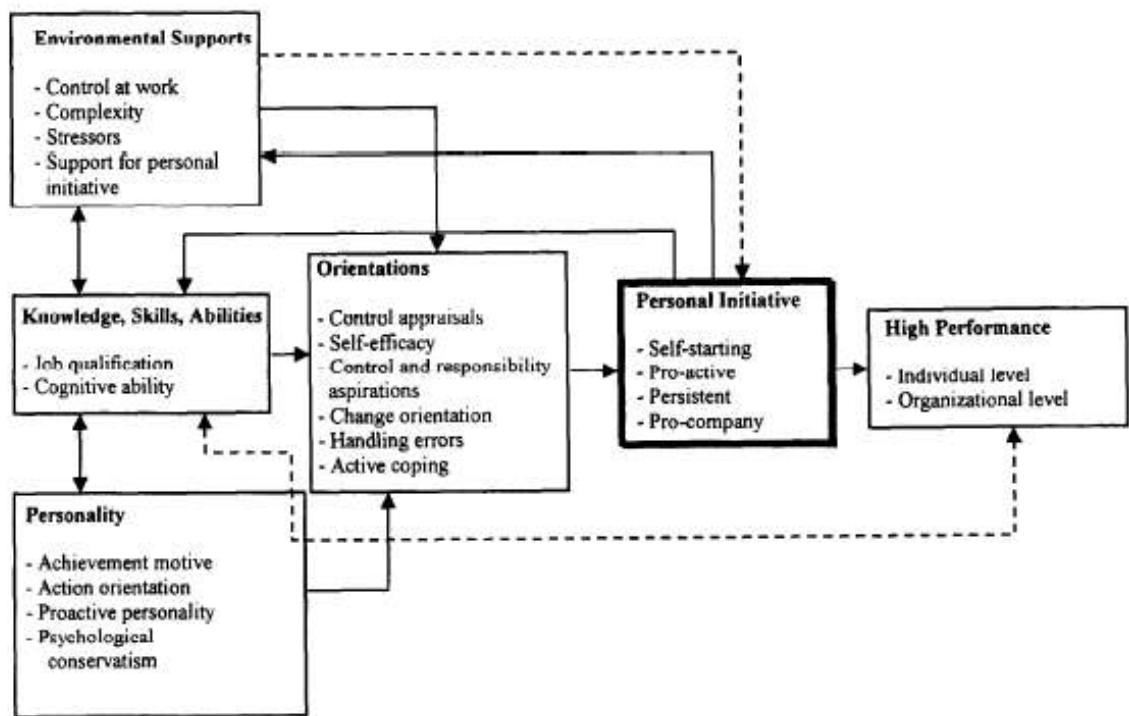 Environmental Supports
- Control at work
- Complexity
- Stressors
- Support for personal
initiative
Knowledge, Skills, Abilities
- Job qualification
- Cognitive ability
Personality
- Achievement motive
- Action orientation
- Proactive personality
- Psychological
conservatism
Orientations
- Control appraisals
- Self-efficacy
- Control and responsibility
aspirations
- Change orientation
- Handling errors
- Active coping
Personal Initiative
- Self-starting
- Pro-active
- Persistent
- Pro-company
High Performance
- Individual level
- Organizational level